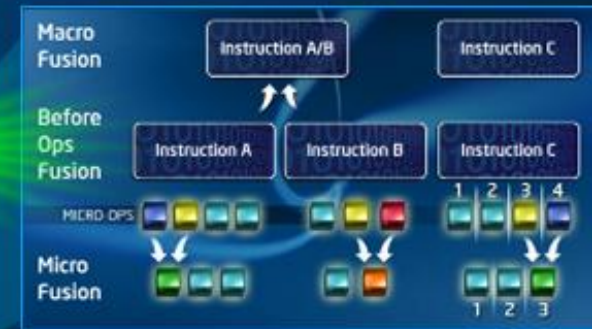 Macro
Fusion
Instruction A/B
Instruction C
Before
Ops
Fusion
Instruction A
Instruction B
Instruction C
1 2 3 4
MICRO OPS
Micro
Fusion
1 2 3